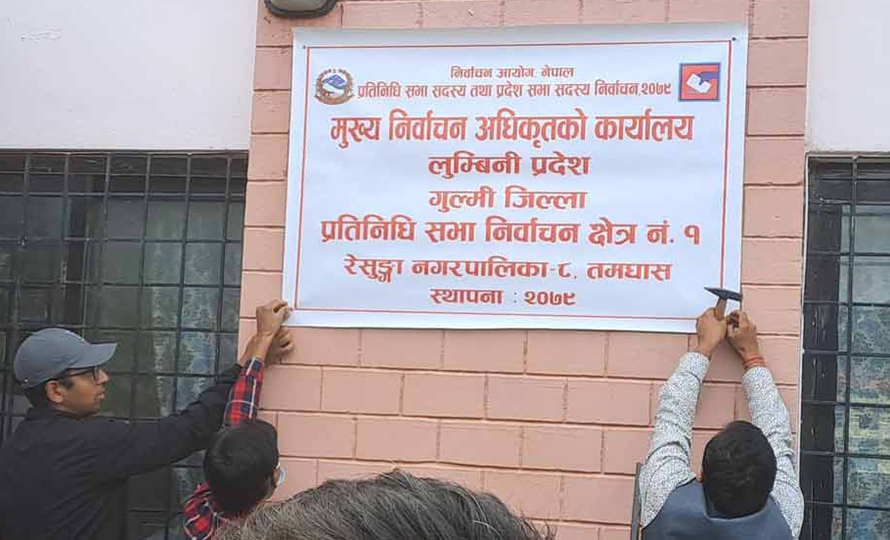 निर्वाचन आयोग, नेपाल
प्रतिनिधि सभा सदस्य तथा प्रदेश सभा सदस्य निर्वाचन,२०७९
मुख्य निर्वाचन अधिकृतको कार्यालय
लुम्बिनी प्रदेश
गुल्मी जिल्ला
प्रतिनिधि सभा निर्वाचन क्षेत्र नं. १
रेसुङ्गा नगरपालिका-८, तमघास
स्थापना : २०७९